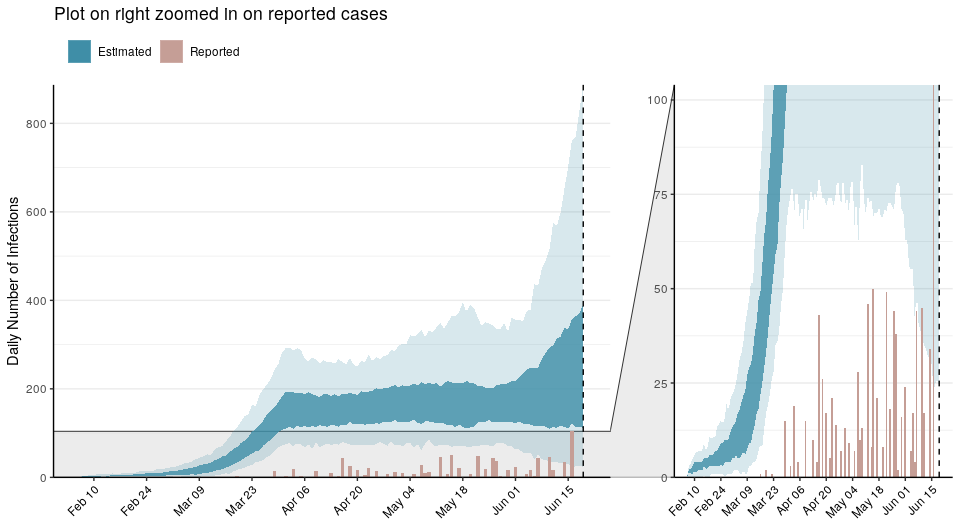 Plot on right zoomed in on reported cases
Estimated Reported
Daily Number of Infections
800
600
400
200
0
Feb 10 Feb 24 Mar 09 Mar 23 Apr 06 Apr 20 May 04 May 18 Jun 01 Jun 15
100
75
50
25
0
Feb 10 Feb 24 Mar 09 Mar 23 Apr 06 Apr 20 May 04 May 18 Jun 01 Jun 15